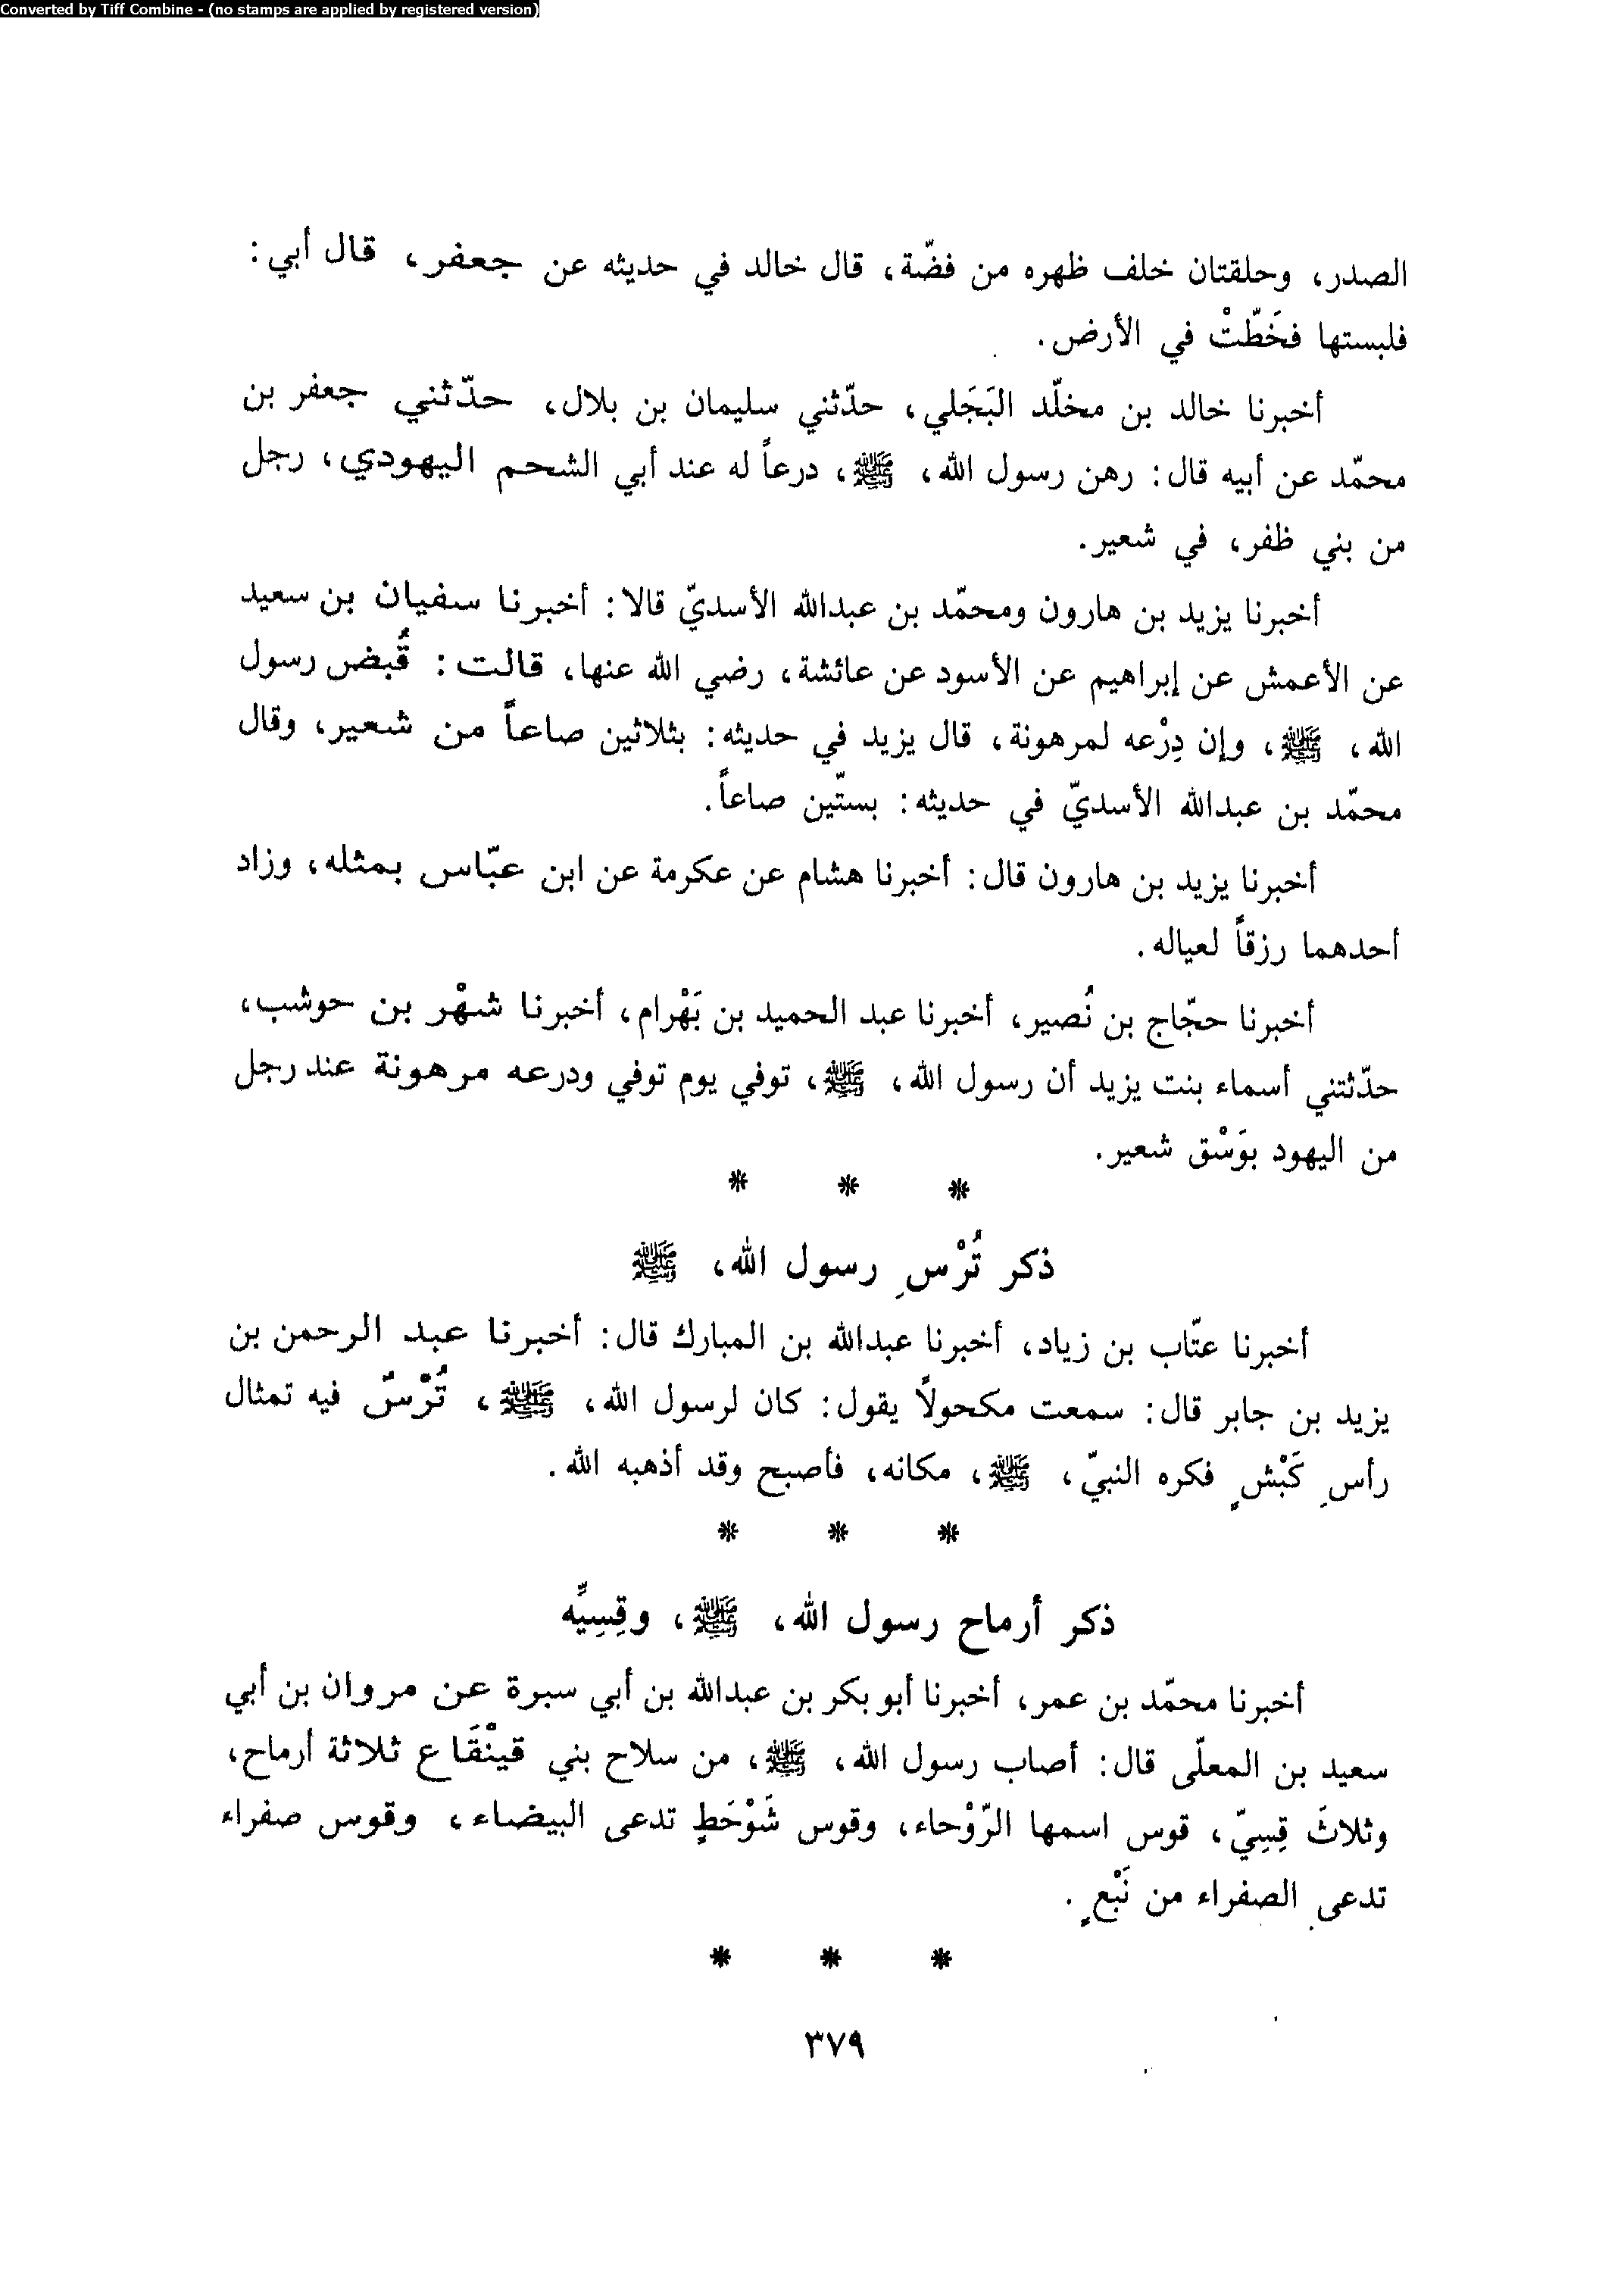 Converted by Tiff Combine - (no stamps are applied by registered version)
الصدر، وحلقتان خلف ظهره من فضّة، قال خالد في حديثه عن جعفر، قال أبي:
فلبستها فخَطّتْ في الأرض.
أخبرنا خالد بن مخلّد البَجَلي، حدّثني سليمان بن بلال، حدّثني جعفر بن
محمّد عن أبيه قال: رهن رسول الله، ﷺ، درعاً له عند أبي الشحم اليهودي، رجل
من بني ظفر، في شعير.
أخبرنا يزيد بن هارون ومحمّد بن عبدالله الأسديّ قالا: أخبرنا سفيان بن سعيد
عن الأعمش عن إبراهيم عن الأسود عن عائشة، رضي الله عنها، قالت: قُبض رسول
الله، ﷺ، وإن دِرْعه لمرهونة، قال يزيد في حديثه: بثلاثين صاعاً من شعير، وقال
محمّد بن عبدالله الأسديّ في حديثه: بستّين صاعاً.
أخبرنا يزيد بن هارون قال: أخبرنا هشام عن عكرمة عن ابن عبّاس بمثله، وزاد
أحدهما رزقاً لعياله.
أخبرنا حجّاج بن نُصير، أخبرنا عبد الحميد بن بَهْرام، أخبرنا شهْر بن حوشب،
حدّثتني أسماء بنت يزيد أن رسول الله، ﷺ، توفي يوم توفي ودرعه مرهونة عند رجل
من اليهود بوَسْق شعير.
* * *
ذكر تُرْسِ رسول الله، ﷺ
أخبرنا عتّاب بن زياد، أخبرنا عبدالله بن المبارك قال: أخبرنا عبد الرحمن بن
يزيد بن جابر قال: سمعت مكحولاً يقول: كان لرسول الله، ﷺ، تُرْسٌ فيه تمثال
رأسِ كَبْشٍ فكره النبيّ، ﷺ، مكانه، فأصبح وقد أذهبه الله.
* * *
ذكر أرماح رسول الله، ﷺ، وقِسِيِّه
أخبرنا محمّد بن عمر، أخبرنا أبو بكر بن عبدالله بن أبي سبرة عن مروان بن أبي
سعيد بن المعلّى قال: أصاب رسول الله، ﷺ، من سلاح بني قينْقَاع ثلاثة أرماح،
وثلاثَ قِسِيّ، قوس اسمها الرّوْحاء، وقوس شَوْحَطٍ تدعى البيضاء، وقوس صفراء
تدعى الصفراء من نَبْعٍ.
* * *
٣٧٩